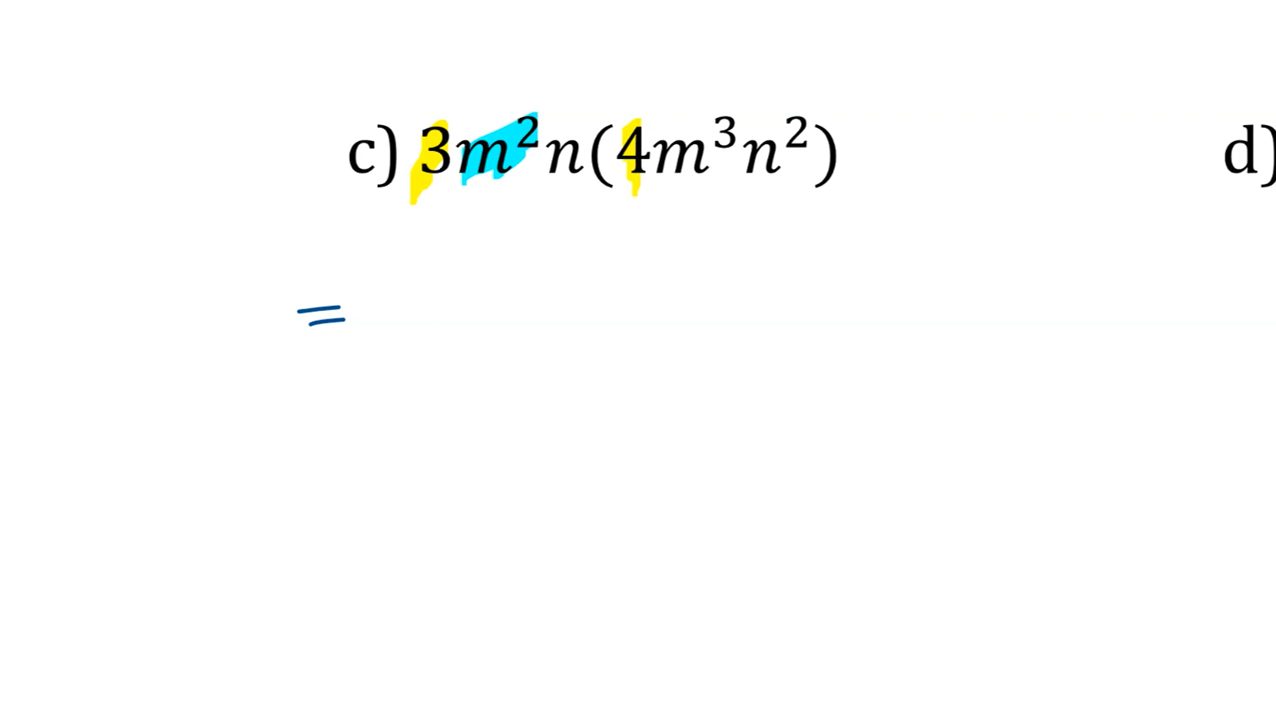 c) 3m²n(4m³n²)
d)
=